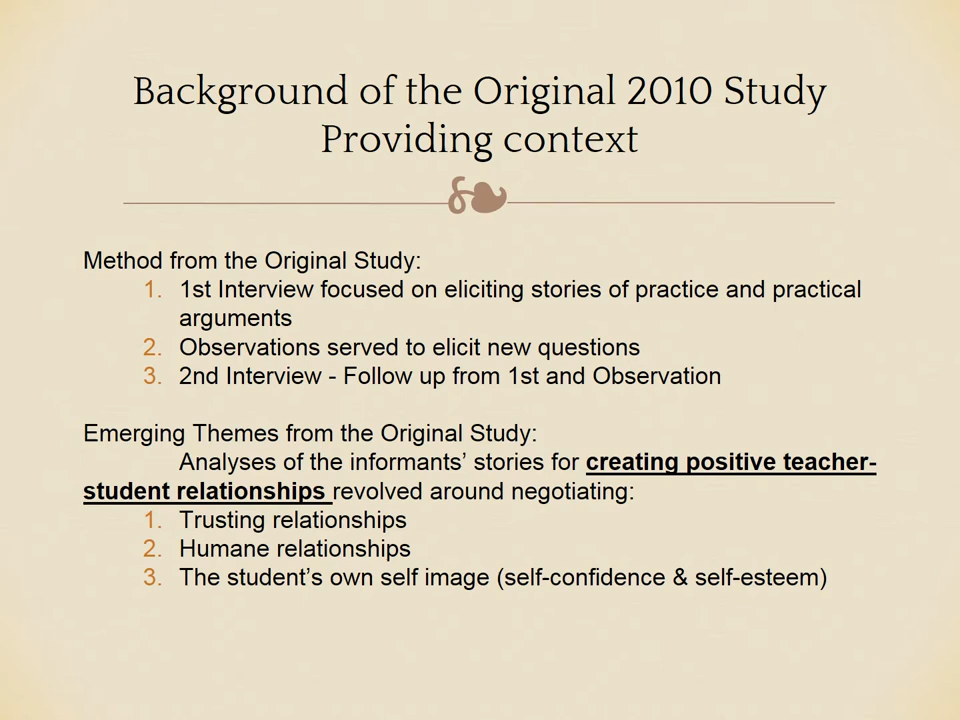 Background of the Original 2010 Study
Providing context
Method from the Original Study:
1. 1st Interview focused on eliciting stories of practice and practical
arguments
2. Observations served to elicit new questions
3. 2nd Interview - Follow up from 1st and Observation
Emerging Themes from the Original Study:
Analyses of the informants’ stories for creating positive teacher-
student relationships revolved around negotiating:
1. Trusting relationships
2. Humane relationships
3. The student’s own self image (self-confidence & self-esteem)